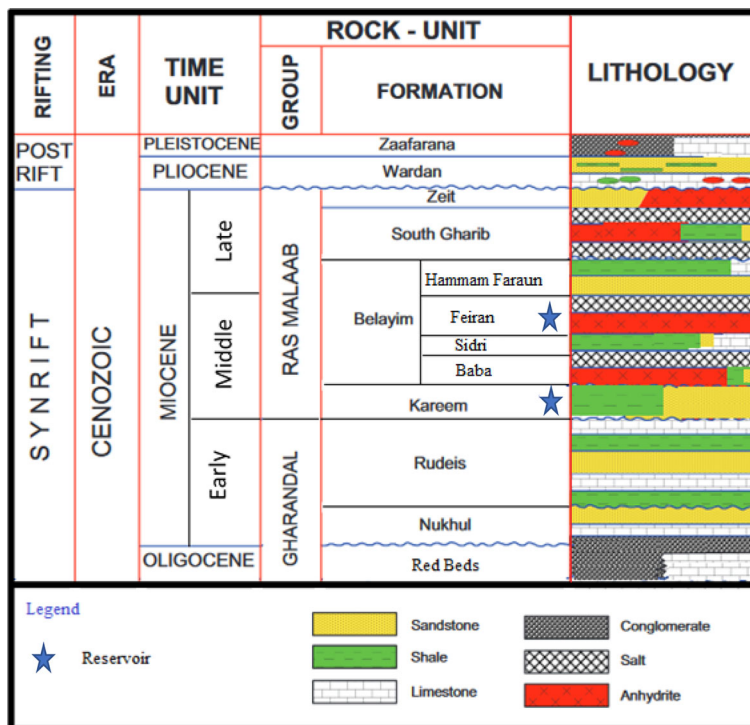 RIFTING
ERA
TIME
UNIT
ROCK - UNIT
GROUP
FORMATION
LITHOLOGY
POST
RIFT
PLEISTOCENE
Zaafarana
PLIOCENE
Wardan
SYNRIFT
CENOZOIC
MIOCENE
Late
Middle
Early
RAS MALAAB
Zeit
South Gharib
Belayim
Hammam Faraun
Feiran
Sidri
Baba
Kareem
GHARANDAL
Rudeis
Nukhul
OLIGOCENE
Red Beds
Legend
Reservoir
Sandstone
Shale
Limestone
Conglomerate
Salt
Anhydrite